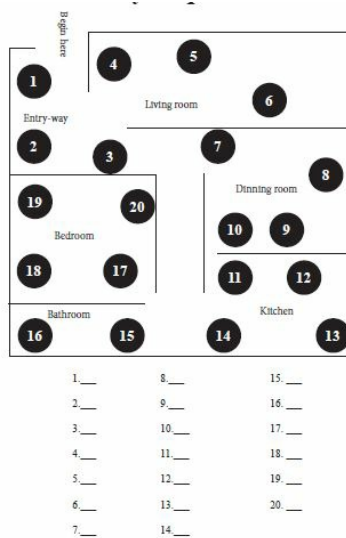 Begin here
4
5
1
6
Living room
Entry-way
2
3
7
8
Dinning room
19
20
10
9
Bedroom
18
17
11
12
Bathroom
Kitchen
16
15
14
13
1.___ 8.___ 15. ___
2.___ 9.___ 16. ___
3.___ 10.___ 17. ___
4.___ 11.___ 18. ___
5.___ 12.___ 19. ___
6.___ 13.___ 20. ___
7.___ 14.___